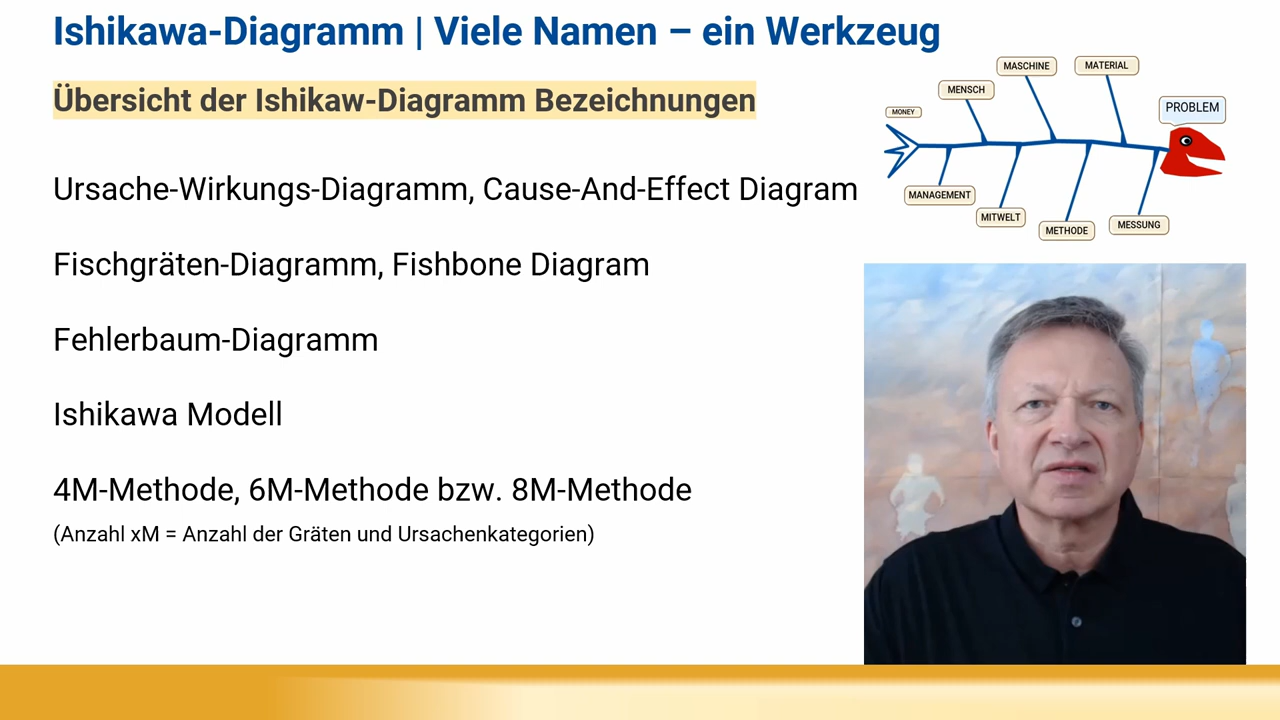 Ishikawa-Diagramm | Viele Namen – ein Werkzeug
Übersicht der Ishikaw-Diagramm Bezeichnungen
Ursache-Wirkungs-Diagramm, Cause-And-Effect Diagram
Fischgräten-Diagramm, Fishbone Diagram
Fehlerbaum-Diagramm
Ishikawa Modell
4M-Methode, 6M-Methode bzw. 8M-Methode
(Anzahl xM = Anzahl der Gräten und Ursachenkategorien)
MONEY
MENSCH
MASCHINE
MATERIAL
PROBLEM
MANAGEMENT
MITWELT
METHODE
MESSUNG